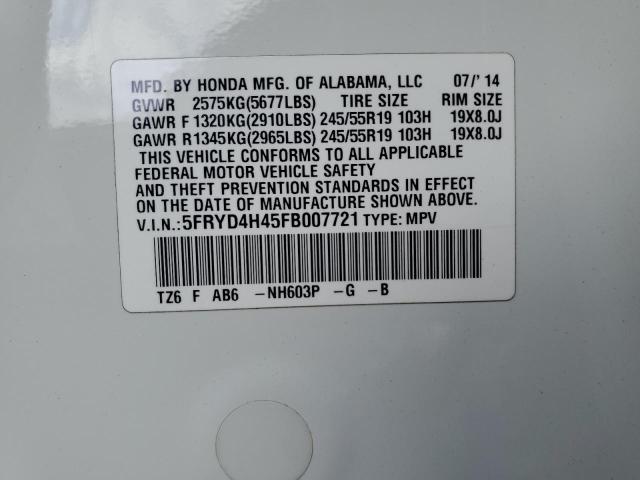 MFD. BY HONDA MFG. OF ALABAMA, LLC 07/'14
GVWR 2575KG(5677LBS) TIRE SIZE RIM SIZE
GAWR F 1320KG(2910LBS) 245/55R19 103H 19X8.0J
GAWR R1345KG(2965LBS) 245/55R19 103H 19X8.0J
THIS VEHICLE CONFORMS TO ALL APPLICABLE
FEDERAL MOTOR VEHICLE SAFETY
AND THEFT PREVENTION STANDARDS IN EFFECT
ON THE DATE OF MANUFACTURE SHOWN ABOVE.
V.I.N.:5FRYD4H45FB007721 TYPE: MPV
TZ6 F AB6 -NH603P -G -B